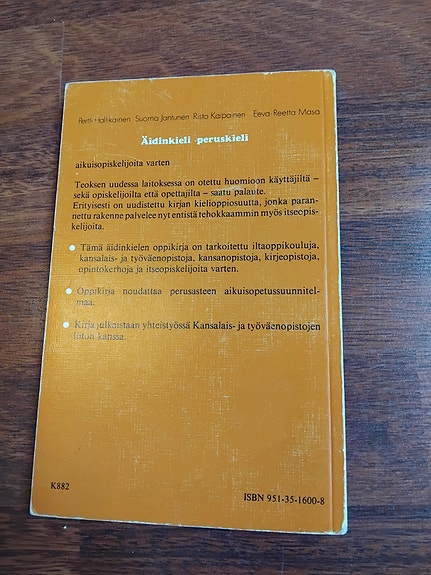 Pertti Hallikainen Suoma Jantunen Risto Karpainen Eeva-Reetta Masa
Äidinkieli peruskieli
aikuisopiskelijoita varten
Teoksen uudessa laitoksessa on otettu huomioon käyttäjiltä –
sekä opiskelijoilta että opettajilta – saatu palaute.
Erityisesti on uudistettu kirjan kielioppiosuutta, jonka paran-
nettu rakenne palvelee nyt entistä tehokkaammin myös itseopis-
kelijoita.
● Tämä äidinkielen oppikirja on tarkoitettu iltaoppikouluja,
kansalais- ja työväenopistoja, kansanopistoja, kirjeopistoja,
opintokerhoja ja itseopiskelijoita varten.
● Oppikirja noudattaa perusasteen aikuisopetussuunnitel-
maa.
● Kirja julkaistaan yhteistyössä Kansalais- ja työväenopistojen
liiton kanssa.
K882
ISBN 951-35-1600-8